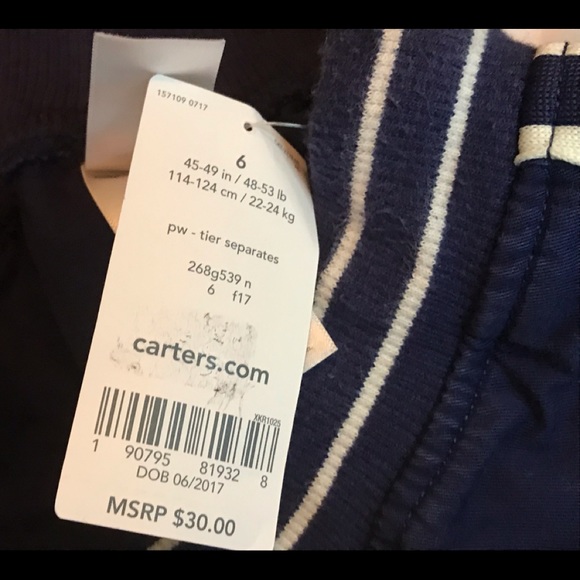 157109 0717
6
45-49 in / 48-53 lb
114-124 cm / 22-24 kg
pw - tier separates
268g539 n
6 f17
carters.com
XKR1025
1 90795 81932 8
DOB 06/2017
MSRP $30.00